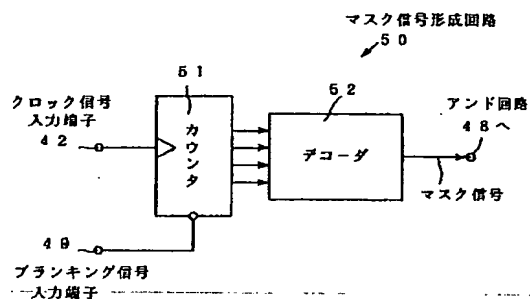 マスク信号形成回路
50
51
クロック信号
入力端子
42
カウンタ
52
デコーダ
アンド回路
48へ
マスク信号
49
ブランキング信号
入力端子